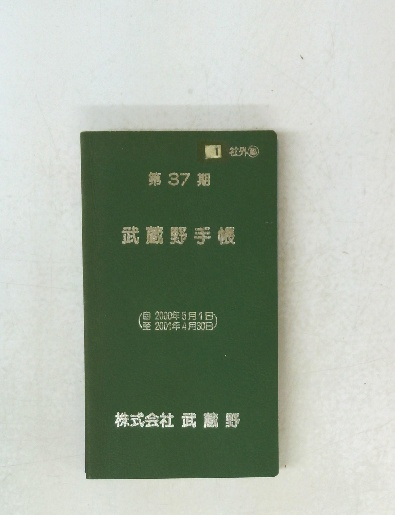 1 社外㊙
第 37 期
武蔵野手帳
自 2000年5月1日
至 2001年4月30日
株式会社 武蔵野